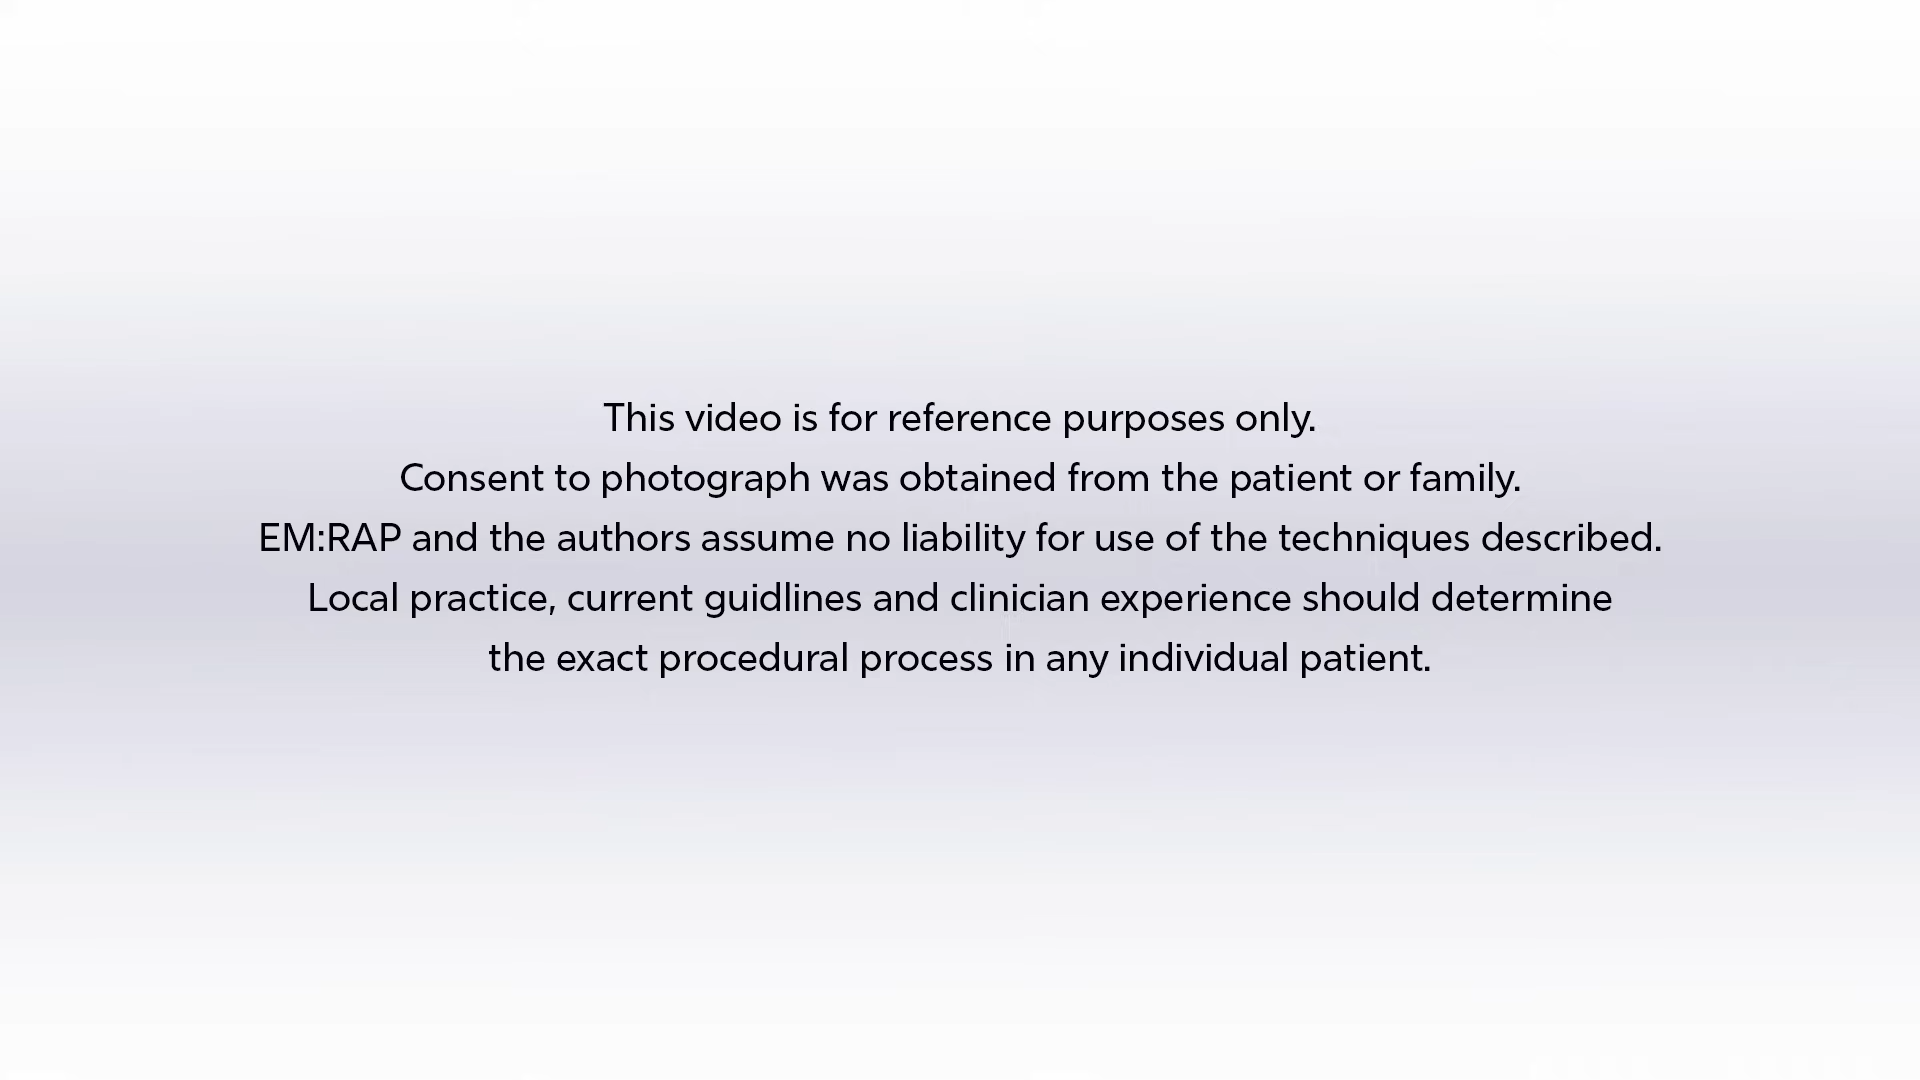 This video is for reference purposes only.
Consent to photograph was obtained from the patient or family.
EM:RAP and the authors assume no liability for use of the techniques described.
Local practice, current guidlines and clinician experience should determine
the exact procedural process in any individual patient.